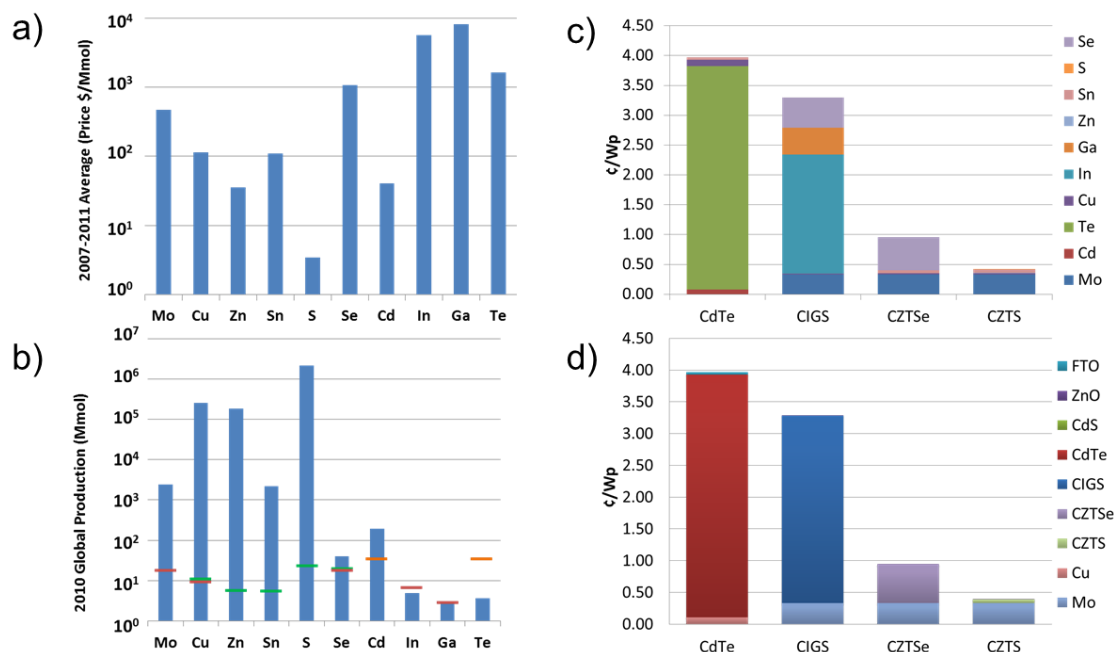 a)
2007-2011 Average (Price $/Mmol)
10⁴
10³
10²
10¹
10⁰
Mo Cu Zn Sn S Se Cd In Ga Te
b)
2010 Global Production (Mmol)
10⁷
10⁶
10⁵
10⁴
10³
10²
10¹
10⁰
Mo Cu Zn Sn S Se Cd In Ga Te
c)
¢/Wp
4.50
4.00
3.50
3.00
2.50
2.00
1.50
1.00
0.50
0.00
CdTe CIGS CZTSe CZTS
Se
S
Sn
Zn
Ga
In
Cu
Te
Cd
Mo
d)
¢/Wp
4.50
4.00
3.50
3.00
2.50
2.00
1.50
1.00
0.50
0.00
CdTe CIGS CZTSe CZTS
FTO
ZnO
CdS
CdTe
CIGS
CZTSe
CZTS
Cu
Mo